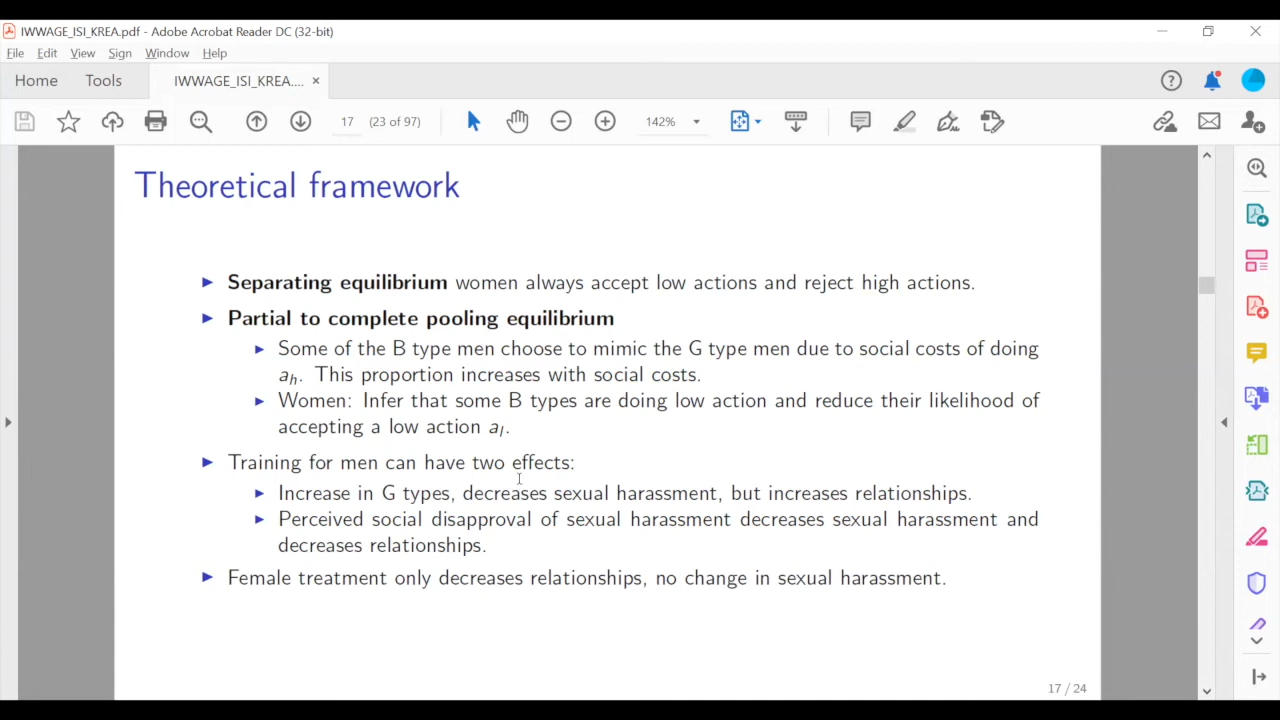 IWWAGE_ISI_KREA.pdf - Adobe Acrobat Reader DC (32-bit)
File Edit View Sign Window Help
Home Tools IWWAGE_ISI_KREA.... ×
17 (23 of 97) 142%
Theoretical framework
Separating equilibrium women always accept low actions and reject high actions.
Partial to complete pooling equilibrium
Some of the B type men choose to mimic the G type men due to social costs of doing
a_h. This proportion increases with social costs.
Women: Infer that some B types are doing low action and reduce their likelihood of
accepting a low action a_l.
Training for men can have two effects:
Increase in G types, decreases sexual harassment, but increases relationships.
Perceived social disapproval of sexual harassment decreases sexual harassment and
decreases relationships.
Female treatment only decreases relationships, no change in sexual harassment.
17 / 24